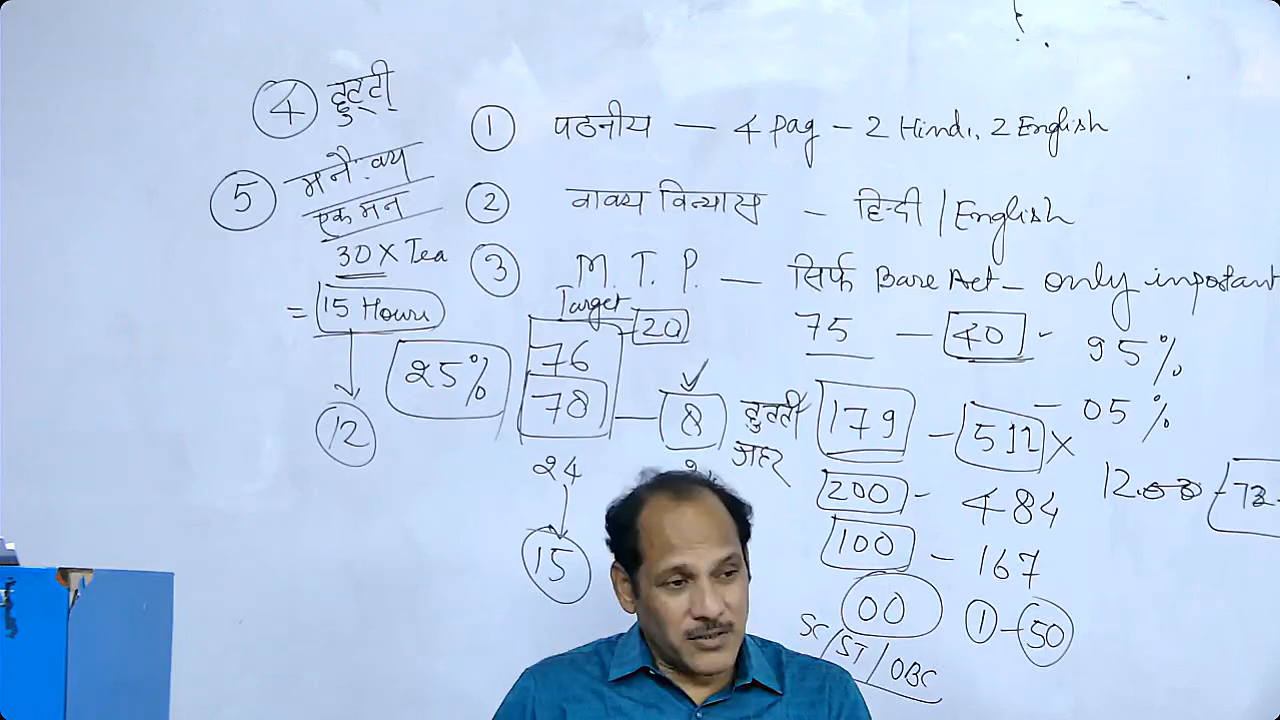 ④ टुट्टी
① पठनीय — 4 Pag - 2 Hindi, 2 English
⑤ मनै:वय
एक मन
② वाक्य विन्यास - हिन्दी / English
30 X Tea
③ M. T. P. — सिर्फ Bare Act - only inportant
= 15 Hours
Target
20
75 — 40 - 95%
25%
76
78 — 8
टुट्टी
जहर
179 - 511 X
- 05%
12
24
200 - 484
12.
72
100 - 167
15
00
① - 50
SC/ST/OBC